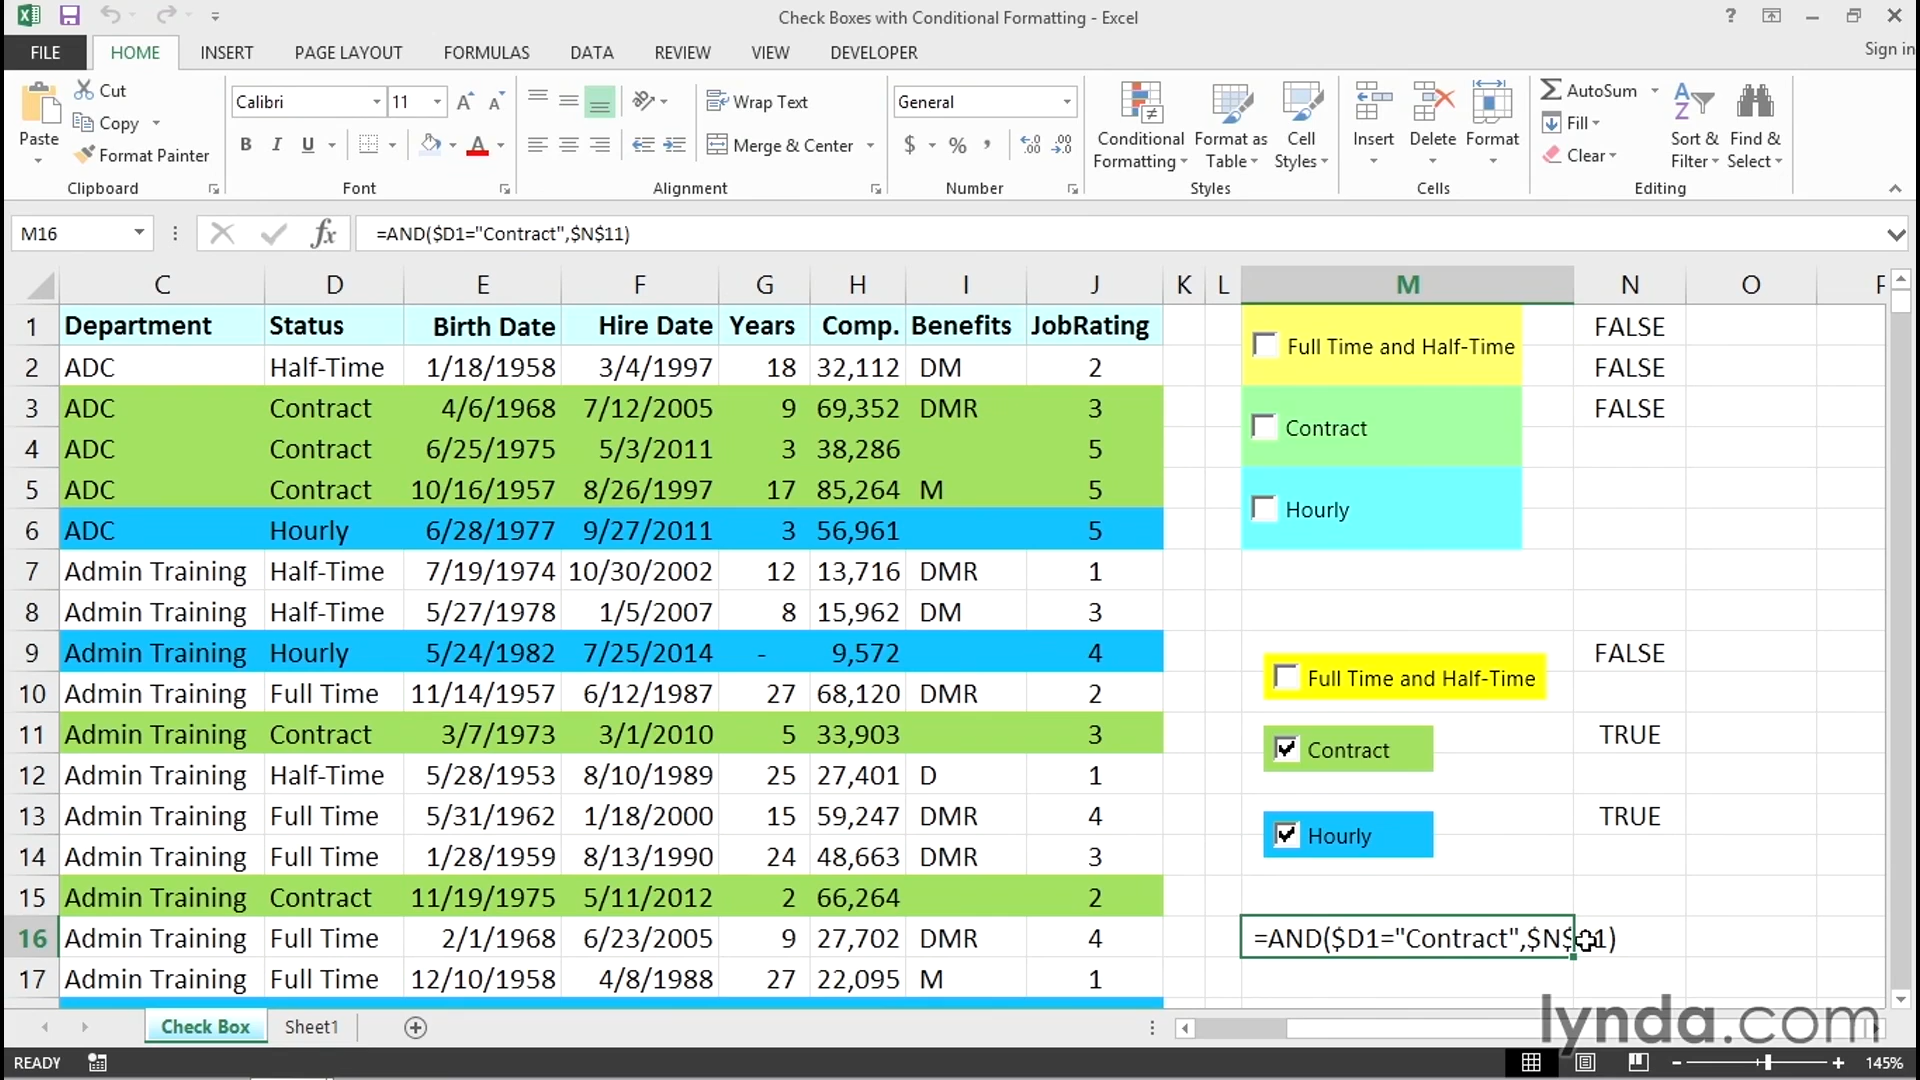 Check Boxes with Conditional Formatting - Excel
?
FILE HOME INSERT PAGE LAYOUT FORMULAS DATA REVIEW VIEW DEVELOPER Sign in
Paste
Cut
Copy
Format Painter
Clipboard
Calibri 11
B I U
Font
Wrap Text
Merge & Center
Alignment
General
$ % ,
Number
Conditional Formatting
Format as Table
Cell Styles
Styles
Insert
Delete
Format
Cells
AutoSum
Fill
Clear
Sort & Filter
Find & Select
Editing
M16 fx =AND($D1="Contract",$N$11)
C D E F G H I J K L M N O
1 Department Status Birth Date Hire Date Years Comp. Benefits JobRating FALSE
2 ADC Half-Time 1/18/1958 3/4/1997 18 32,112 DM 2 Full Time and Half-Time FALSE
3 ADC Contract 4/6/1968 7/12/2005 9 69,352 DMR 3 Contract FALSE
4 ADC Contract 6/25/1975 5/3/2011 3 38,286 5
5 ADC Contract 10/16/1957 8/26/1997 17 85,264 M 5 Hourly
6 ADC Hourly 6/28/1977 9/27/2011 3 56,961 5
7 Admin Training Half-Time 7/19/1974 10/30/2002 12 13,716 DMR 1
8 Admin Training Half-Time 5/27/1978 1/5/2007 8 15,962 DM 3
9 Admin Training Hourly 5/24/1982 7/25/2014 - 9,572 4 Full Time and Half-Time FALSE
10 Admin Training Full Time 11/14/1957 6/12/1987 27 68,120 DMR 2
11 Admin Training Contract 3/7/1973 3/1/2010 5 33,903 3 Contract TRUE
12 Admin Training Half-Time 5/28/1953 8/10/1989 25 27,401 D 1
13 Admin Training Full Time 5/31/1962 1/18/2000 15 59,247 DMR 4 Hourly TRUE
14 Admin Training Full Time 1/28/1959 8/13/1990 24 48,663 DMR 3
15 Admin Training Contract 11/19/1975 5/11/2012 2 66,264 2
16 Admin Training Full Time 2/1/1968 6/23/2005 9 27,702 DMR 4 =AND($D1="Contract",$N$11)
17 Admin Training Full Time 12/10/1958 4/8/1988 27 22,095 M 1
Check Box Sheet1
lynda.com
READY 145%